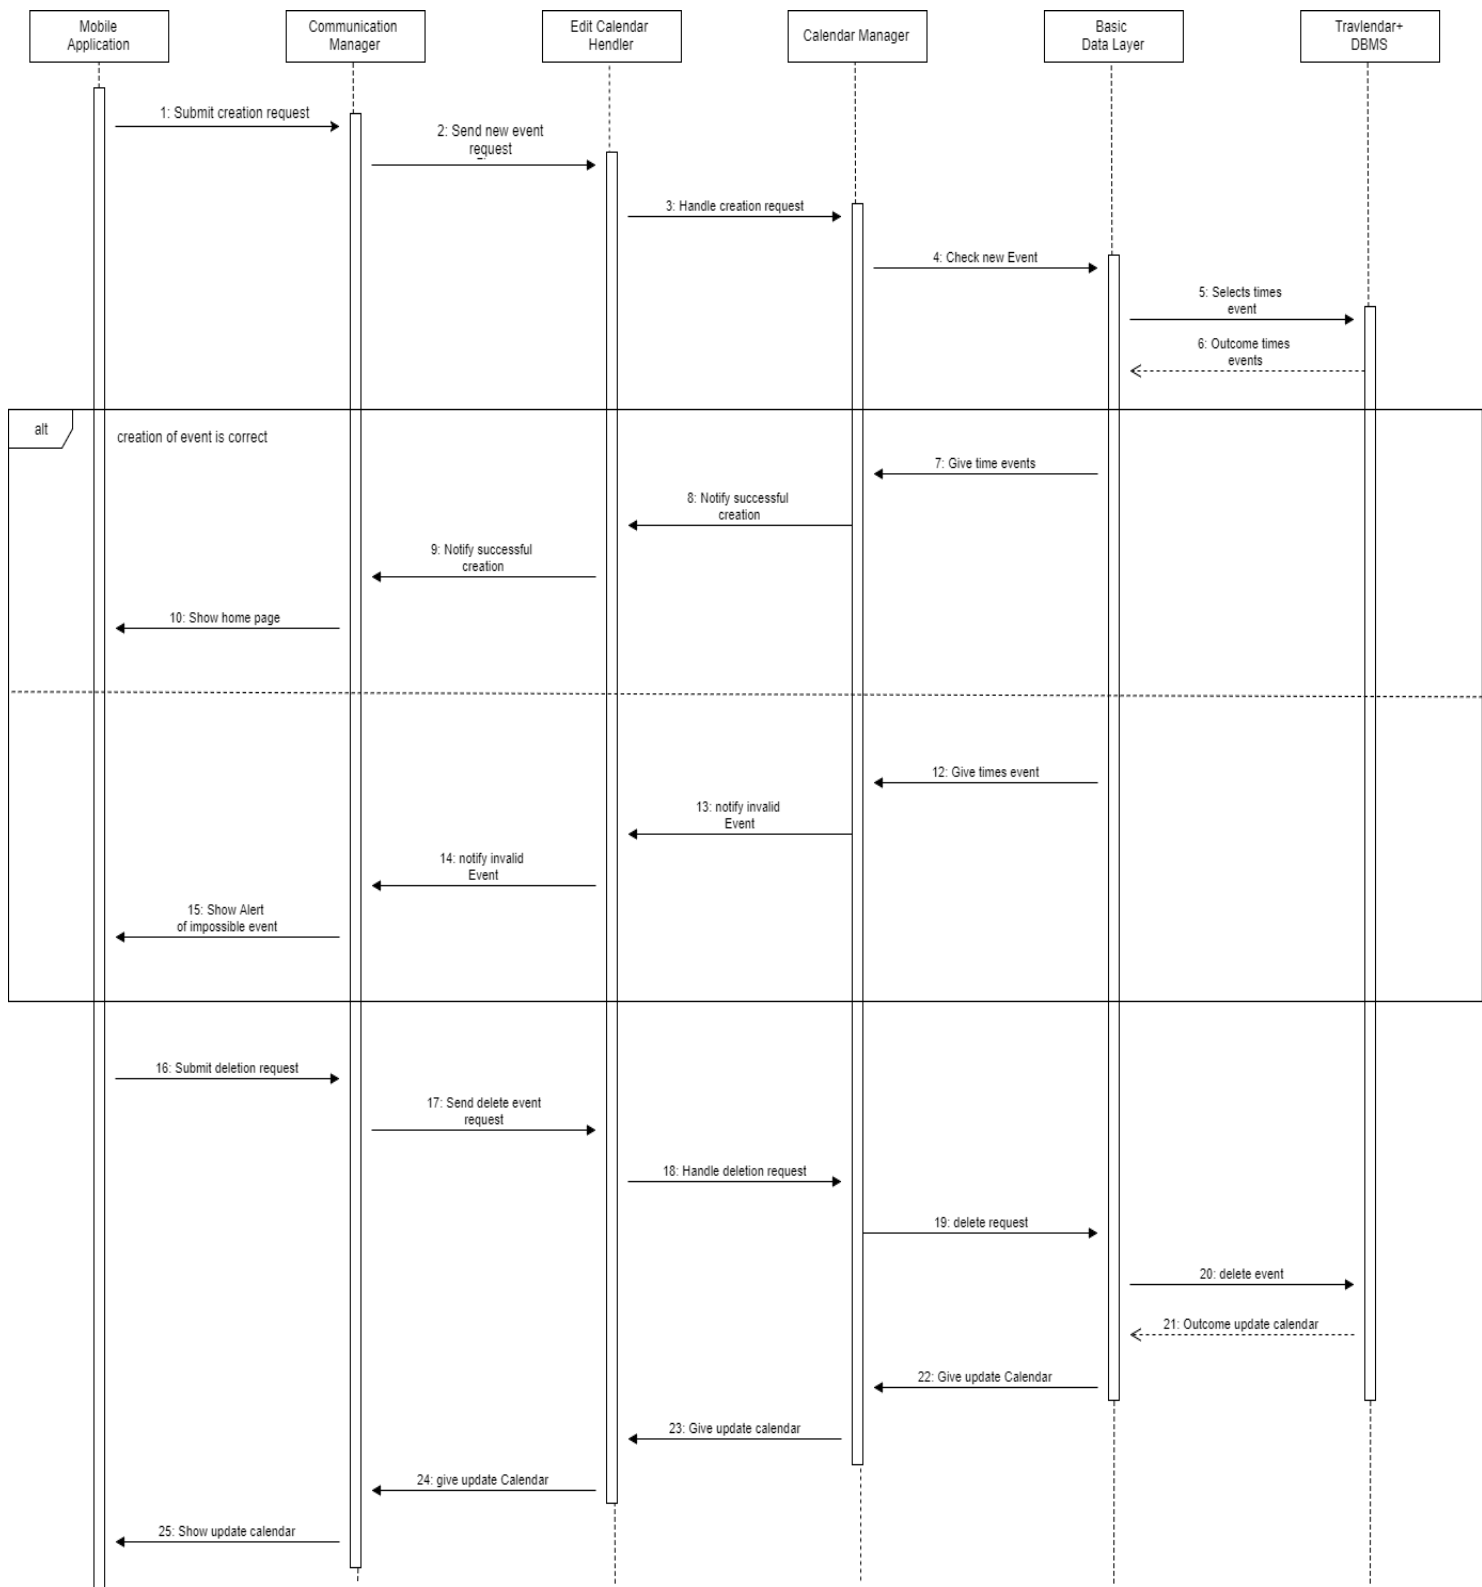 Mobile
Application
Communication
Manager
Edit Calendar
Hendler
Calendar Manager
Basic
Data Layer
Travlendar+
DBMS
1: Submit creation request
2: Send new event
request
3: Handle creation request
4: Check new Event
5: Selects times
event
6: Outcome times
events
alt
creation of event is correct
7: Give time events
8: Notify successful
creation
9: Notify successful
creation
10: Show home page
12: Give times event
13: notify invalid
Event
14: notify invalid
Event
15: Show Alert
of impossible event
16: Submit deletion request
17: Send delete event
request
18: Handle deletion request
19: delete request
20: delete event
21: Outcome update calendar
22: Give update Calendar
23: Give update calendar
24: give update Calendar
25: Show update calendar